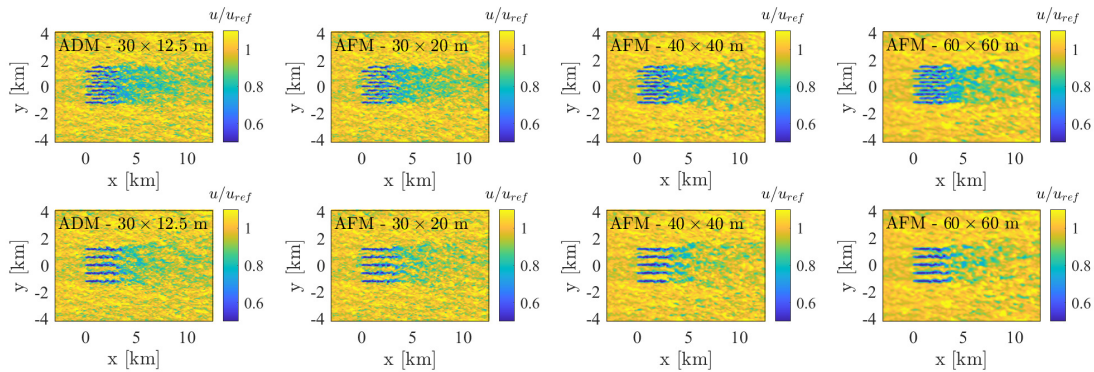 u/u_ref u/u_ref u/u_ref u/u_ref
4 ADM - 30 × 12.5 m 1 4 AFM - 30 × 20 m 1 4 AFM - 40 × 40 m 1 4 AFM - 60 × 60 m 1
2 2 2 2
y [km] 0 0.8 y [km] 0 0.8 y [km] 0 0.8 y [km] 0 0.8
-2 0.6 -2 0.6 -2 0.6 -2 0.6
-4 -4 -4 -4
0 5 10 0 5 10 0 5 10 0 5 10
x [km] x [km] x [km] x [km]
u/u_ref u/u_ref u/u_ref u/u_ref
4 ADM - 30 × 12.5 m 1 4 AFM - 30 × 20 m 1 4 AFM - 40 × 40 m 1 4 AFM - 60 × 60 m 1
2 2 2 2
y [km] 0 0.8 y [km] 0 0.8 y [km] 0 0.8 y [km] 0 0.8
-2 0.6 -2 0.6 -2 0.6 -2 0.6
-4 -4 -4 -4
0 5 10 0 5 10 0 5 10 0 5 10
x [km] x [km] x [km] x [km]